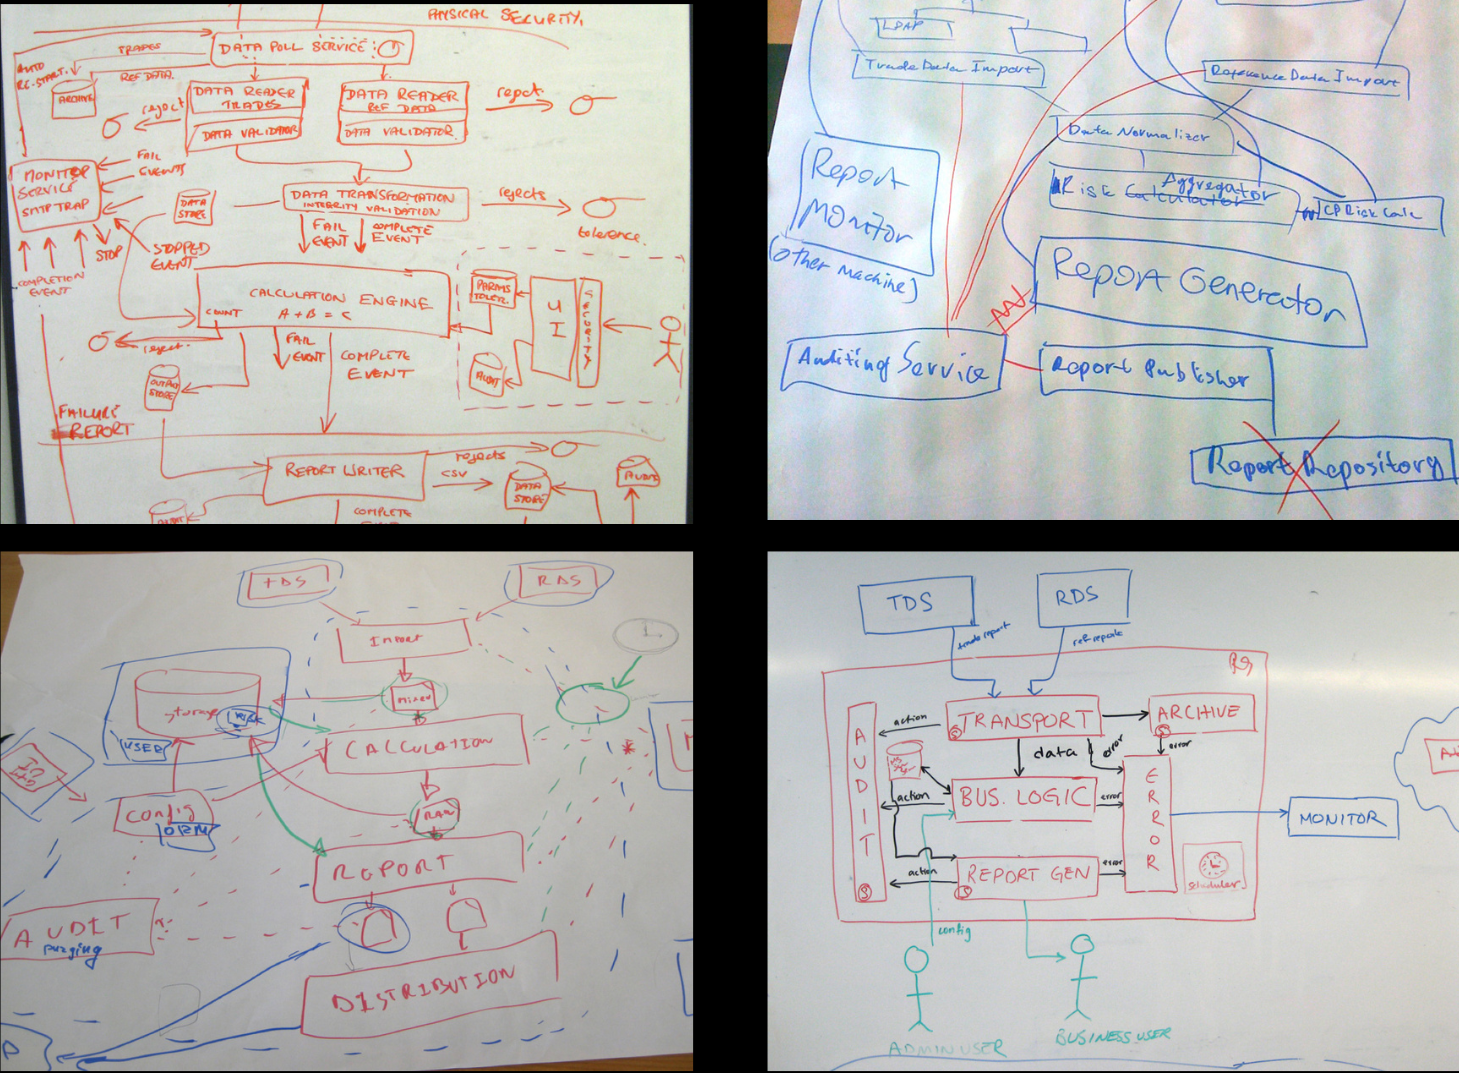 PHYSICAL SECURITY.
TRADES
DATA POLL SERVICE
AUTO
RE-START.
REF DATA.
ARCHIVE
reject
DATA READER
TRADES
DATA VALIDATOR
DATA READER
REF DATA
DATA VALIDATOR
reject.
MONITOR
SERVICE
SMTP TRAP
FAIL
EVENTS
DATA
STORE
DATA TRANSFORMATION
INTEGRITY VALIDATION
rejects
tolerence.
STOP
STOPPED
EVENT
FAIL
EVENT
COMPLETE
EVENT
COMPLETION
EVENT
CALCULATION ENGINE
A + B = C
COUNT
PARAMS
TOLER.
UI
SECURITY
AUDIT
reject.
FAIL
EVENT
COMPLETE
EVENT
OUTPUT
STORE
FAILURE
REPORT
REPORT WRITER
rejects
CSV
DATA
STORE
AUDIT
COMPLETE
LDAP
Trade Data Import
Reference Data Import
Data Normalizer
Report
Monitor
(other Machine)
Aggregator
Risk Calculator
CP Risk Calc
Report Generator
Auditing Service
Report Publisher
Report Repository
TDS
RDS
Import
mixed
storage
USER
CALCULATION
config
ORM
RAW
REPORT
AUDIT
purging
DISTRIBUTION
P
TDS
RDS
trade report
ref report
RG
AUDIT
action
TRANSPORT
S
ARCHIVE
S
data
error
error
BUS. LOGIC
action
error
ERROR
MONITOR
REPORT GEN
S
action
error
S
scheduler
config
ADMIN USER
BUSINESS USER